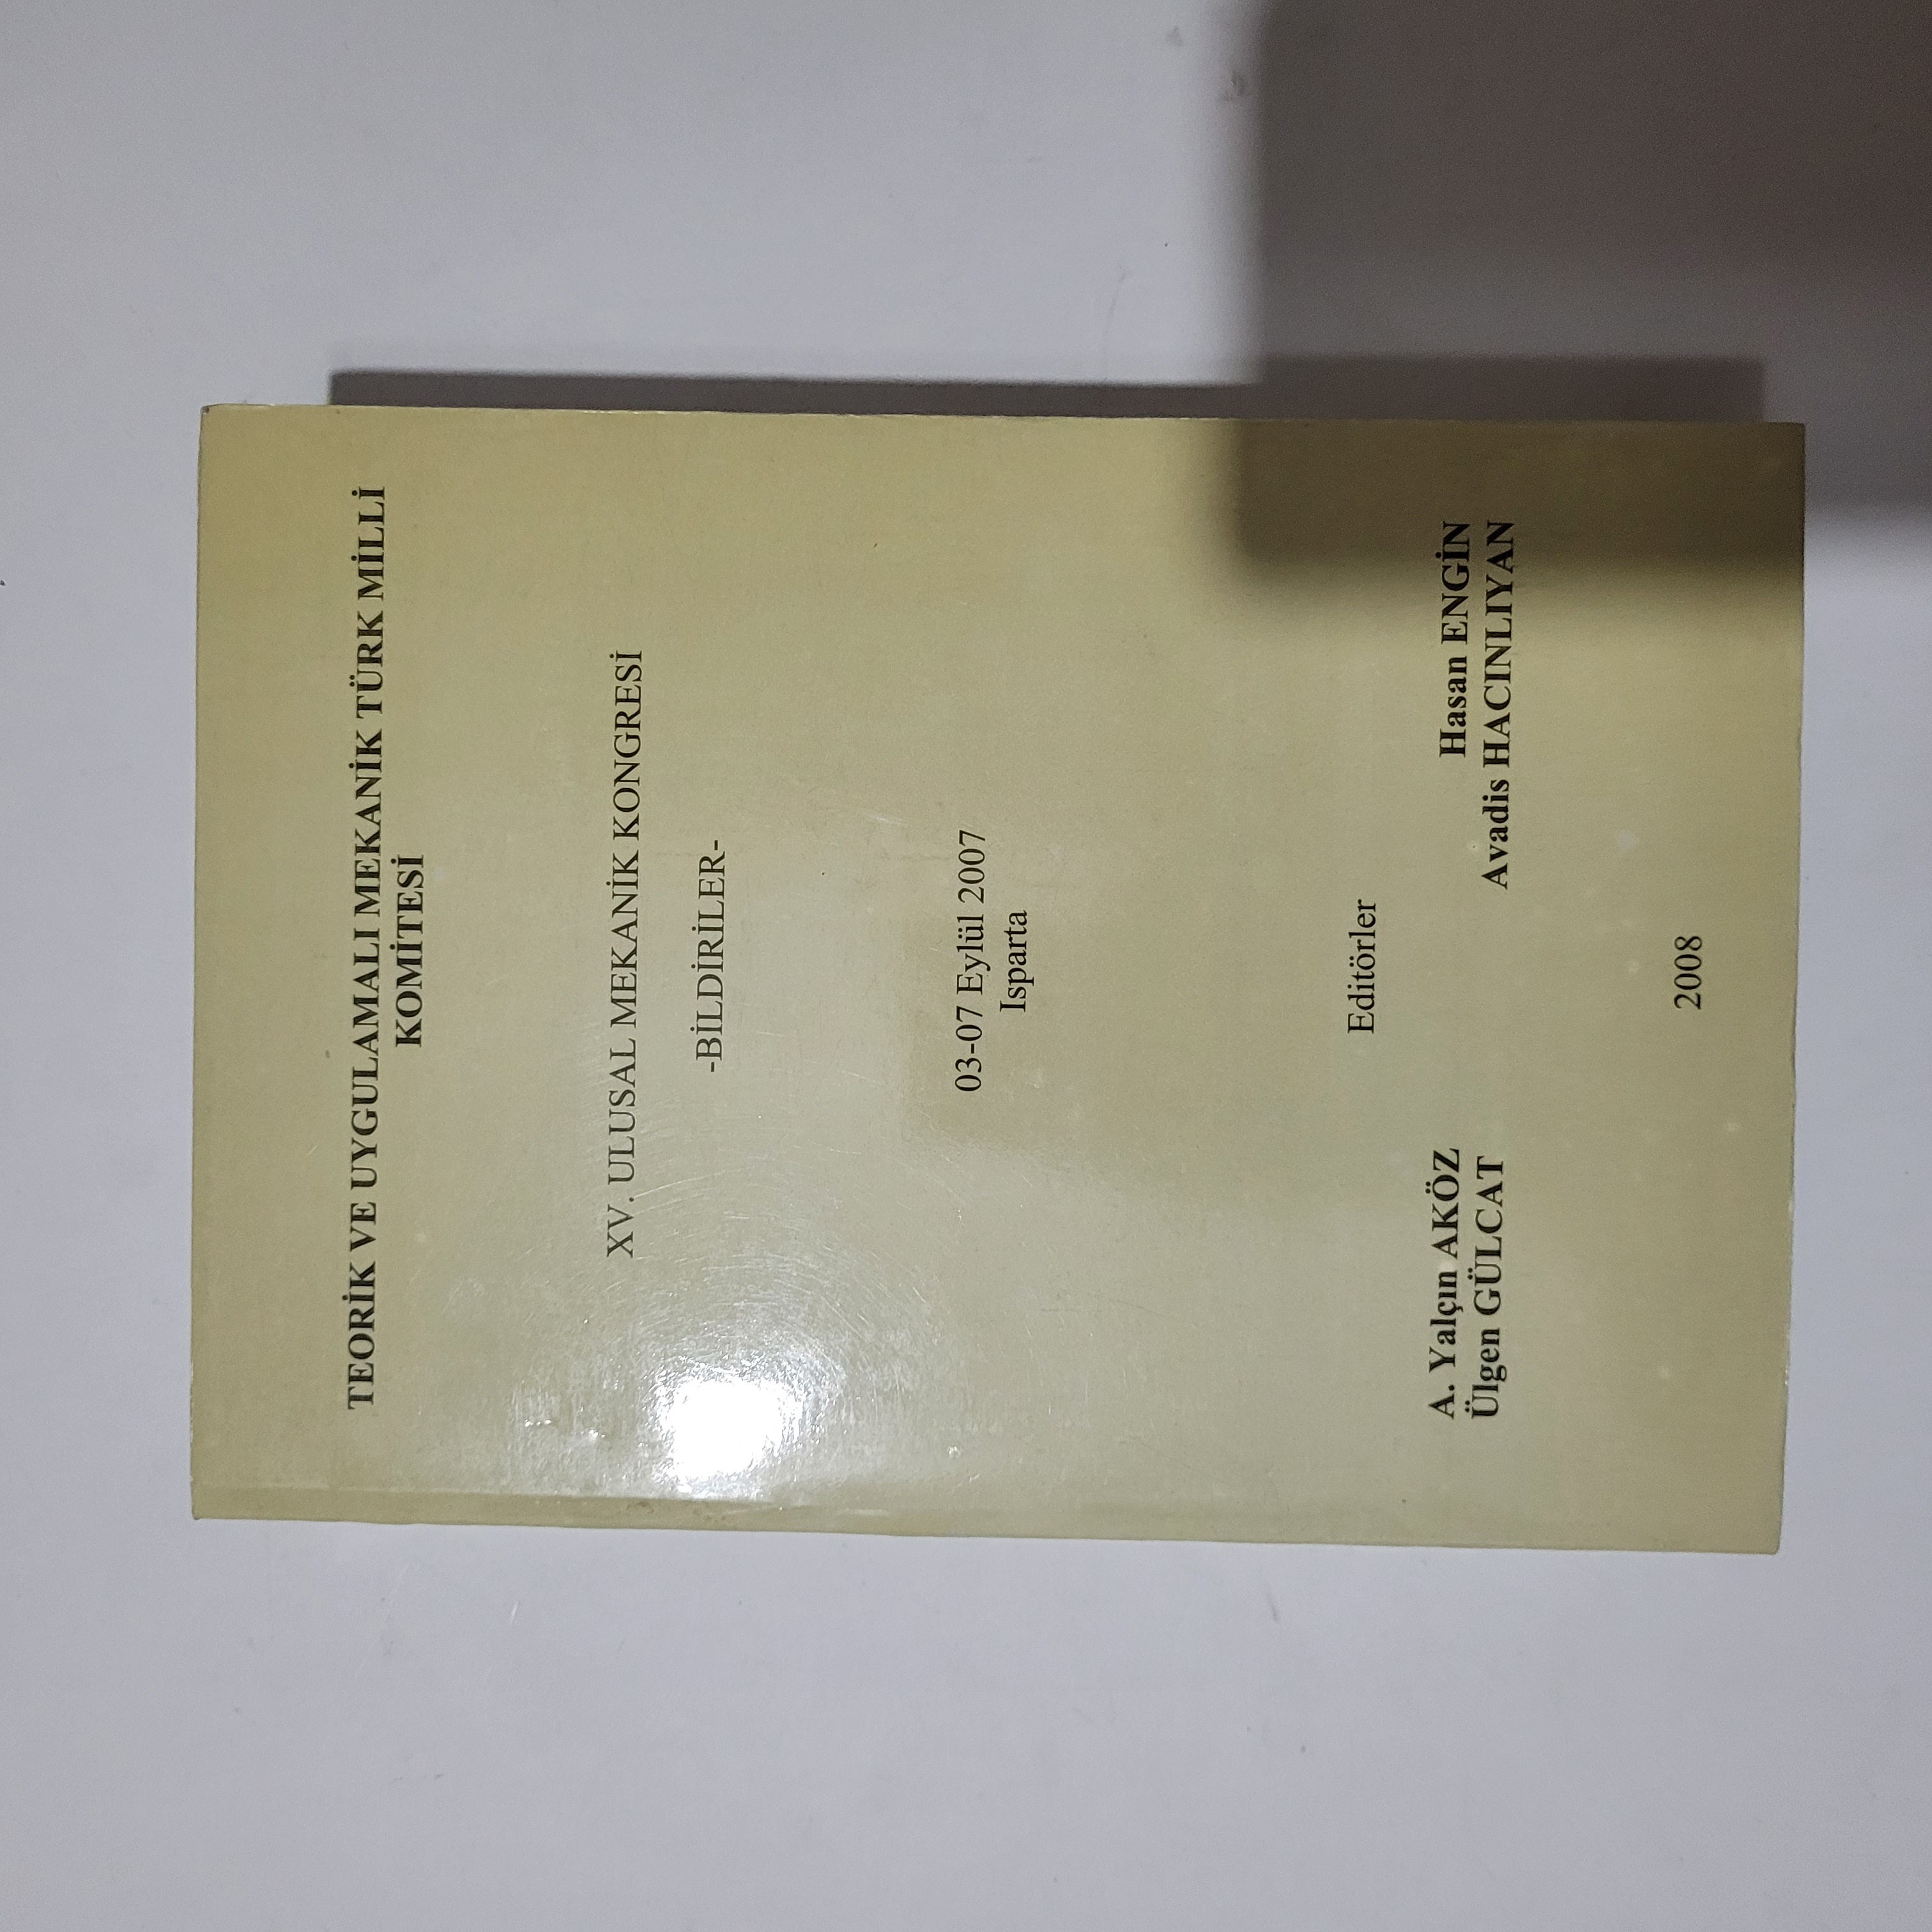 TEORİK VE UYGULAMALI MEKANİK TÜRK MİLLİ
KOMİTESİ
XV. ULUSAL MEKANİK KONGRESİ
-BİLDİRİLER-
03-07 Eylül 2007
Isparta
Editörler
A. Yalçın AKÖZ
Ülgen GÜLCAT
Hasan ENGİN
Avadis HACINLIYAN
2008